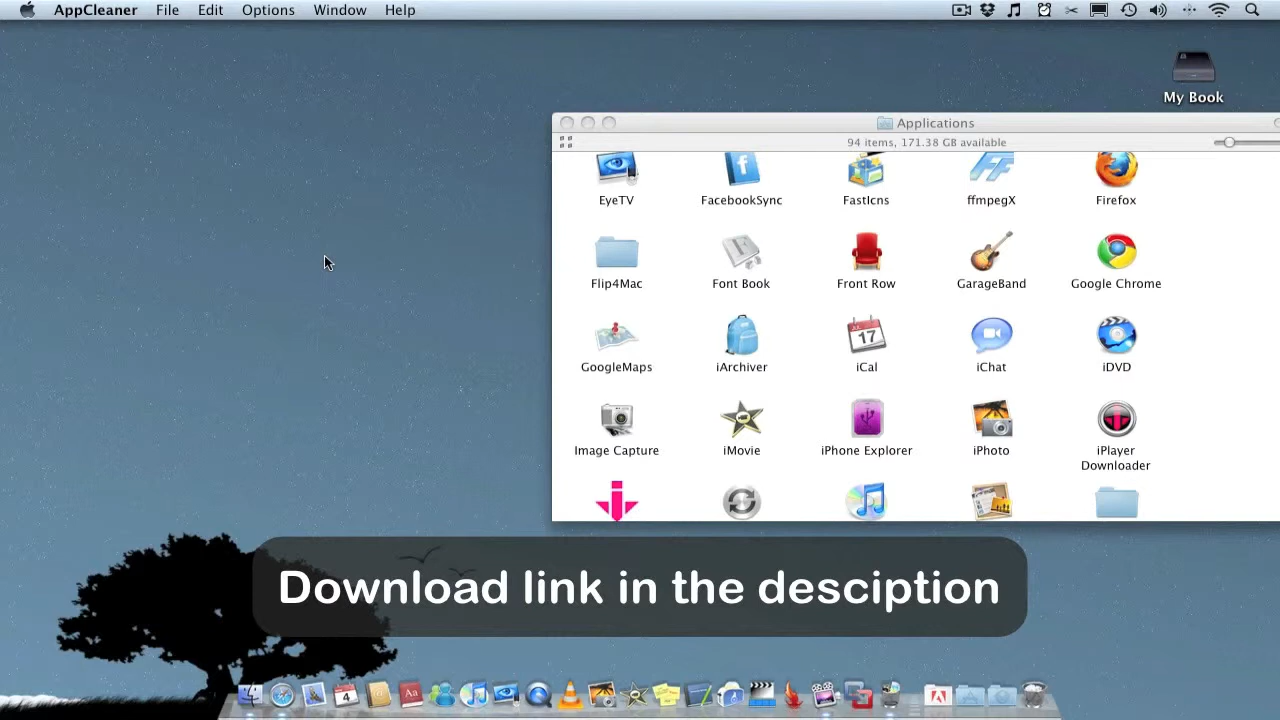 AppCleaner File Edit Options Window Help
My Book
Applications
94 items, 171.38 GB available
EyeTV FacebookSync FastIcns ffmpegX Firefox
Flip4Mac Font Book Front Row GarageBand Google Chrome
GoogleMaps iArchiver iCal iChat iDVD
Image Capture iMovie iPhone Explorer iPhoto iPlayer
Downloader
Download link in the desciption